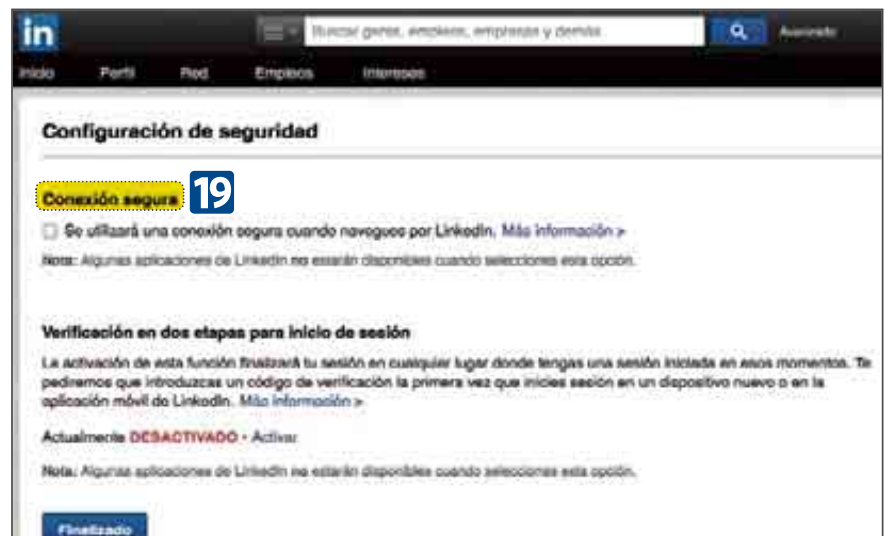 in
Buscar gente, empleos, empresas y demás
Avanzado
Inicio Perfil Red Empleos Intereses
Configuración de seguridad
Conexión segura 19
Se utilizará una conexión segura cuando navegues por LinkedIn. Más información >
Nota: Algunas aplicaciones de LinkedIn no estarán disponibles cuando selecciones esta opción.
Verificación en dos etapas para inicio de sesión
La activación de esta función finalizará tu sesión en cualquier lugar donde tengas una sesión iniciada en esos momentos. Te
pediremos que introduzcas un código de verificación la primera vez que inicies sesión en un dispositivo nuevo o en la
aplicación móvil de LinkedIn. Más información >
Actualmente DESACTIVADO • Activar
Nota: Algunas aplicaciones de LinkedIn no estarán disponibles cuando selecciones esta opción.
Finalizado